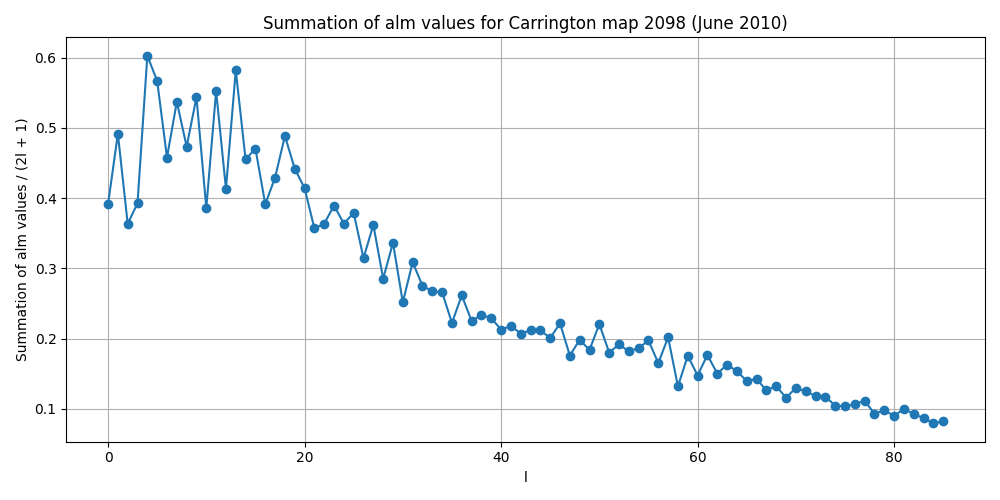 Summation of alm values for Carrington map 2098 (June 2010)
Summation of alm values / (2l + 1)
0.6
0.5
0.4
0.3
0.2
0.1
0 20 40 60 80
l